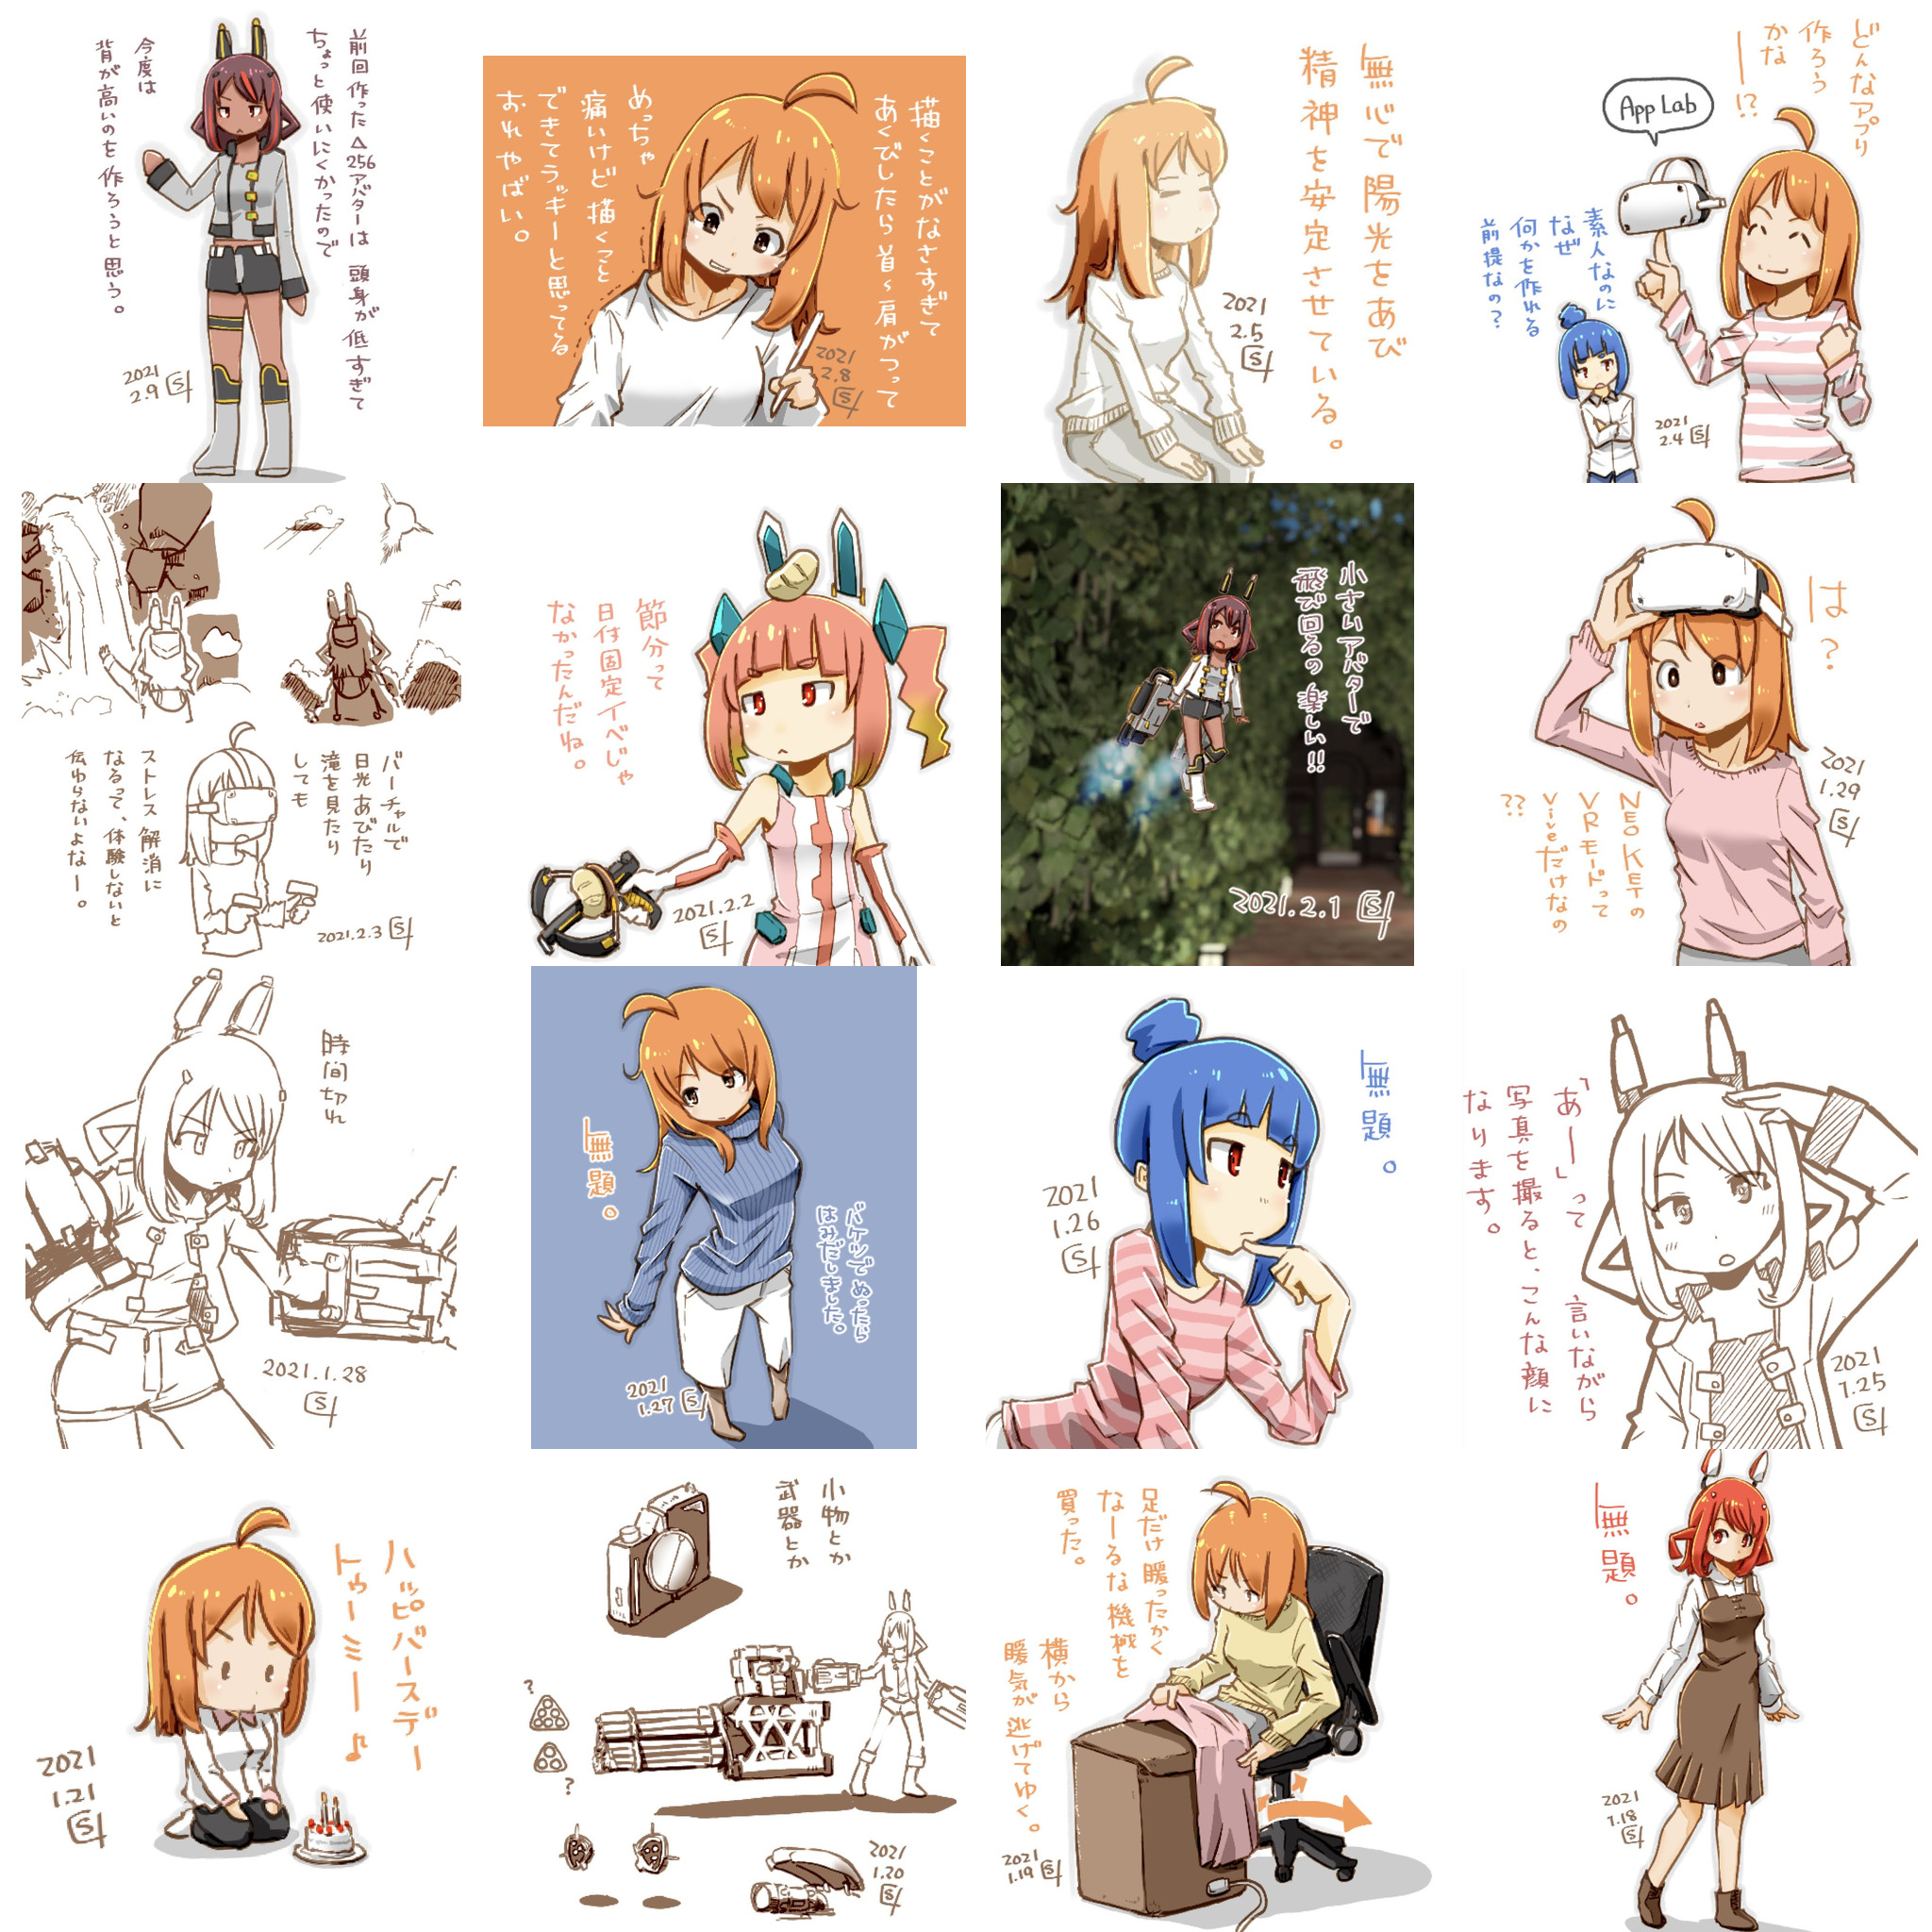 前回作った△256アバターは 頭身が低すぎて
ちょっと使いにくかったので
今度は
背が高いのを作ろうと思う。
2021
2.9
描くことがなさすぎて
あくびしたら首〜肩がつって
めっちゃ
痛いけど描くこと
できてラッキーと思ってる
おれやばい。
2021
2.8
無心で陽光をあび
精神を安定させている。
2021
2.5
どんなアプリ
作ろう
かな
ー!?
App Lab
素人なのに
なぜ
何かを作れる
前提なの?
2021
2.4
バーチャルで
日光あびたり
滝を見たり
しても
ストレス解消に
なるって、体験しないと
伝わらないよなー。
2021.2.3
節分って
日付固定イベじゃ
なかったんだね。
2021.2.2
小さいアバターで
飛び回るの楽しい!!
2021.2.1
は?
NEO KETの
VRモードって
Viveだけなの
??
2021
1.29
時間切れ
2021.1.28
無題。
バケツでぬったら
はみだしました。
2021
1.27
無題。
2021
1.26
「あー」って 言いながら
写真を撮ると、こんな顔に
なります。
2021
1.25
ハッピバースデー
トゥーミー♪
2021
1.21
小物とか
武器とか
?
?
2021
1.20
足だけ暖ったかく
なーるな機械を
買った。
横から
暖気が逃げてゆく。
2021
1.19
無題。
2021
1.18